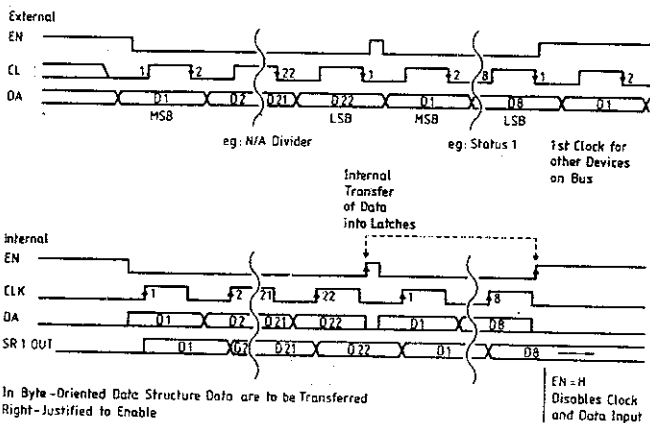 External
EN
CL 1 2 22 1 2 8 1 2
DA D1 D2 D21 D22 D1 D8 D1
MSB LSB MSB LSB
eg: N/A Divider
eg: Status 1
1st Clock for
other Devices
on Bus
Internal
Transfer
of Data
into Latches
Internal
EN
CLK 1 2 21 22 1 8
DA D1 D2 D21 D22 D1 D8
SR 1 OUT D1 D2 D21 D22 D1 D8
In Byte-Oriented Data Structure Data are to be Transferred
Right-Justified to Enable
EN = H
Disables Clock
and Data Input